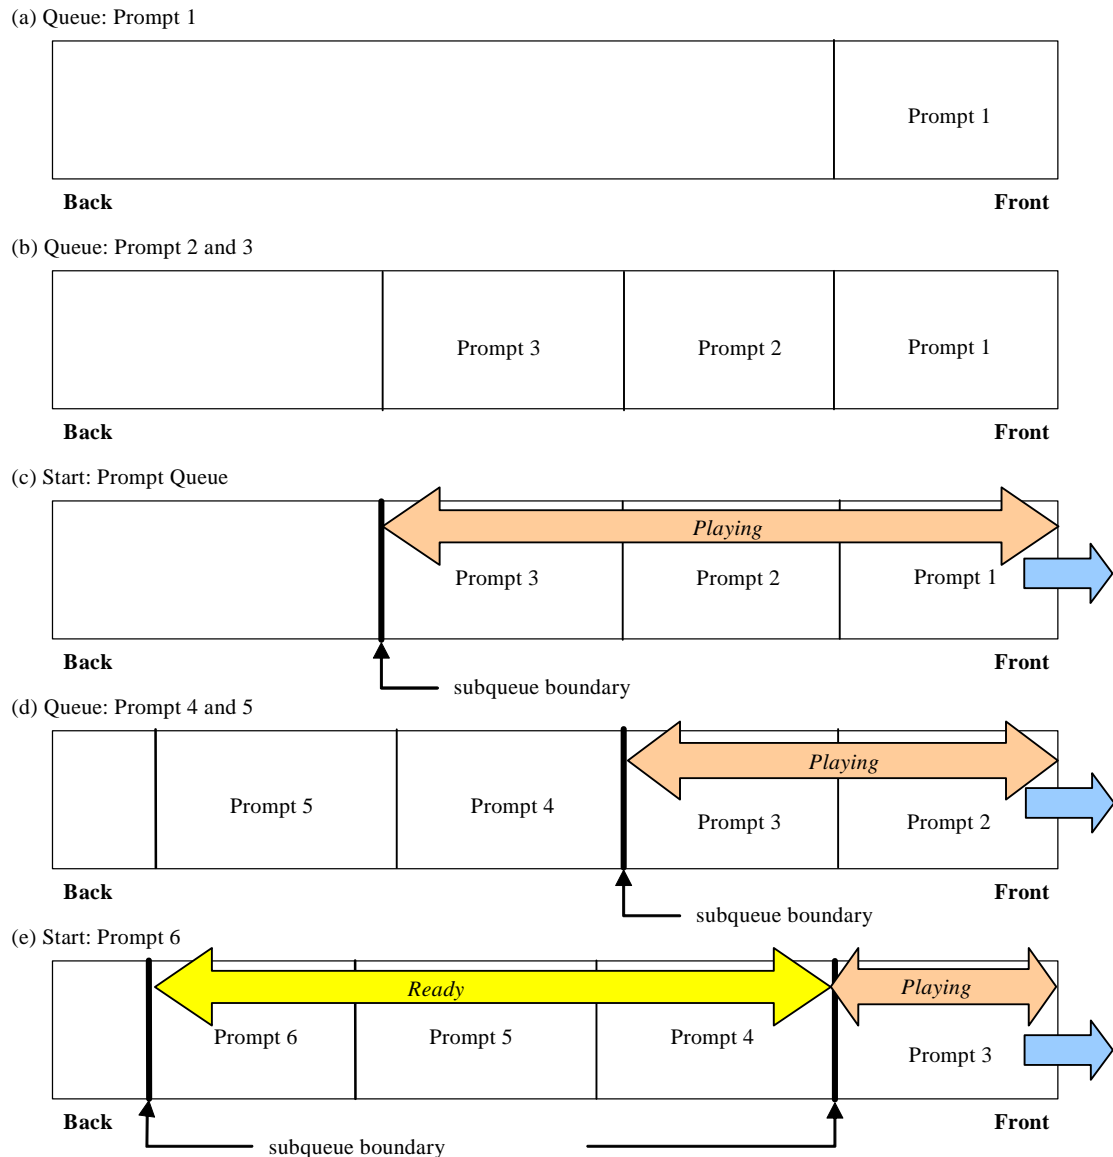 (a) Queue: Prompt 1
Prompt 1
Back Front
(b) Queue: Prompt 2 and 3
Prompt 3 Prompt 2 Prompt 1
Back Front
(c) Start: Prompt Queue
Playing
Prompt 3 Prompt 2 Prompt 1
Back Front
subqueue boundary
(d) Queue: Prompt 4 and 5
Playing
Prompt 5 Prompt 4 Prompt 3 Prompt 2
Back Front
subqueue boundary
(e) Start: Prompt 6
Ready Playing
Prompt 6 Prompt 5 Prompt 4 Prompt 3
Back Front
subqueue boundary